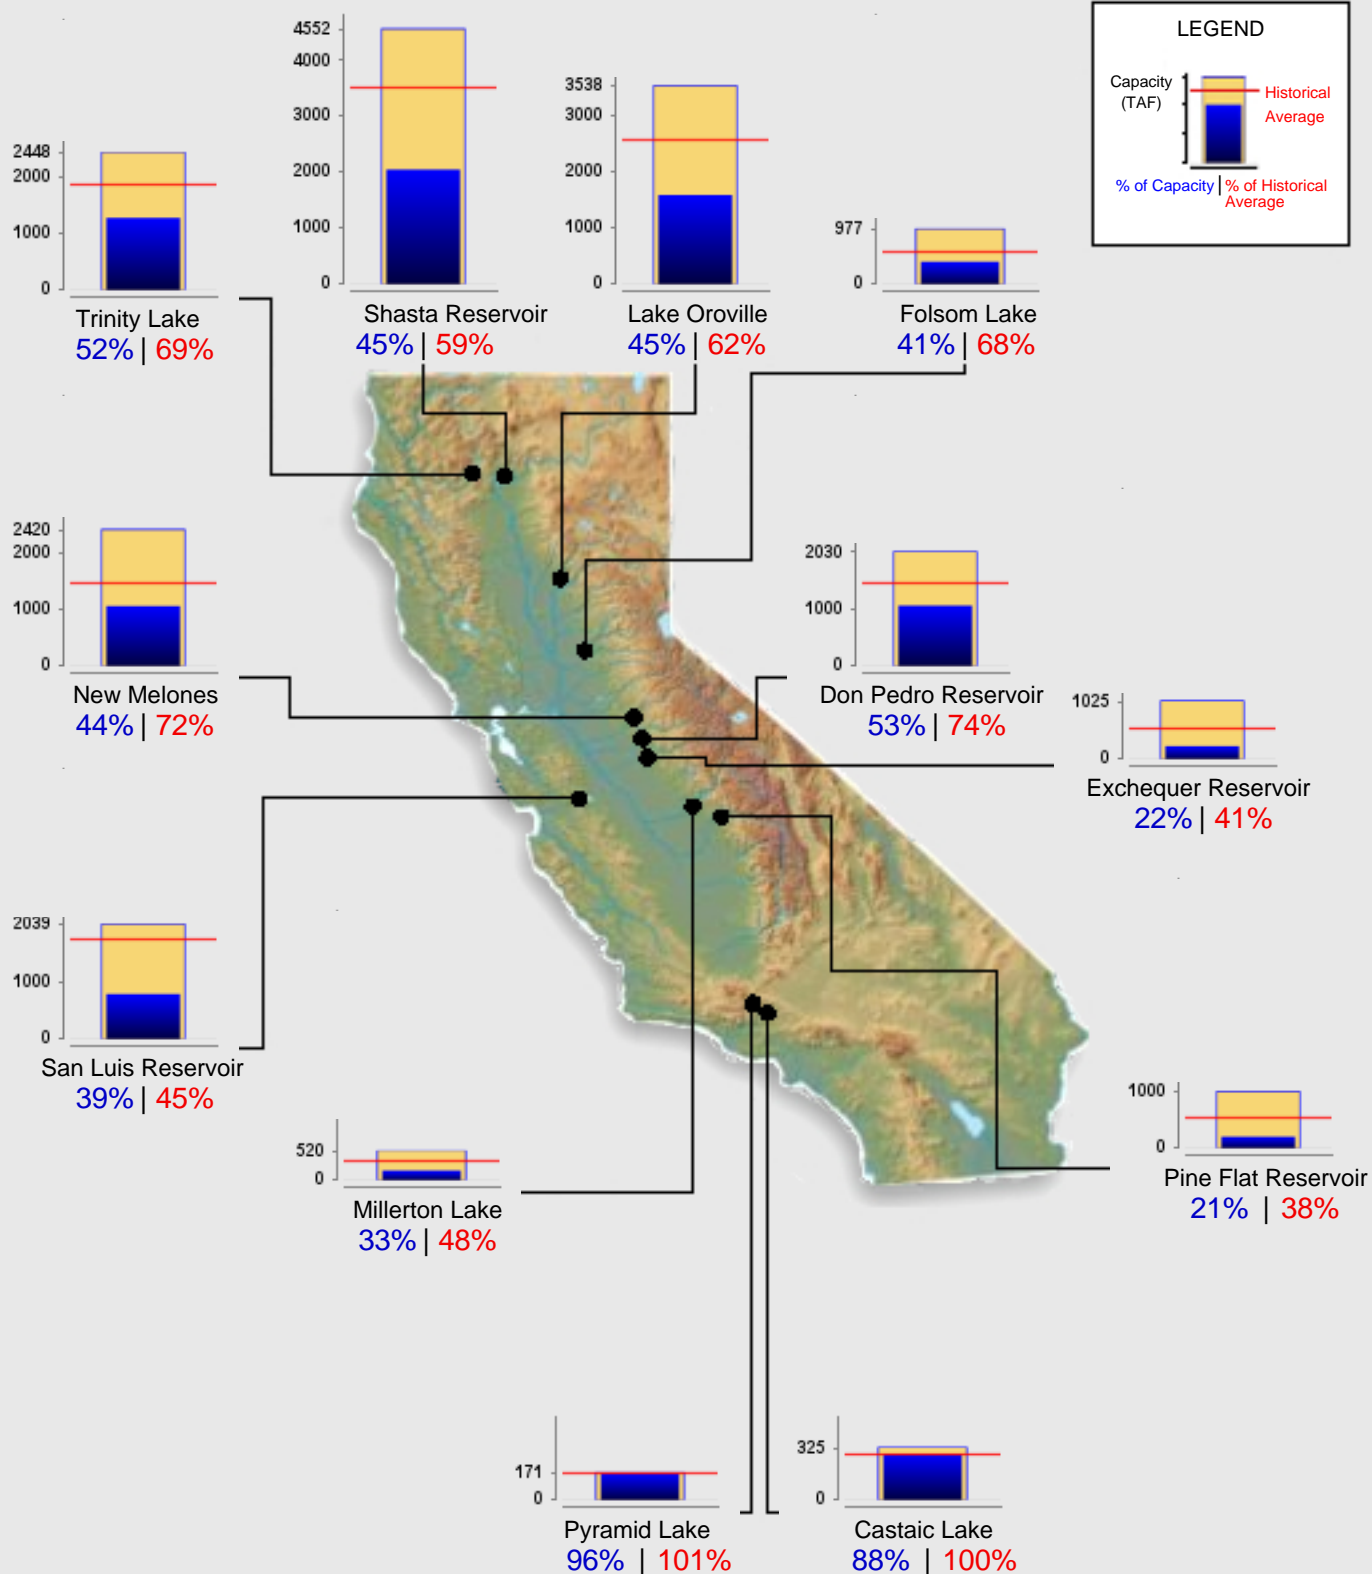 LEGEND
Capacity
(TAF)
Historical
Average
% of Capacity | % of Historical
Average
4552
4000
3000
2000
1000
0
Shasta Reservoir
45% | 59%
3538
3000
2000
1000
0
Lake Oroville
45% | 62%
2448
2000
1000
0
Trinity Lake
52% | 69%
977
0
Folsom Lake
41% | 68%
2420
2000
1000
0
New Melones
44% | 72%
2030
1000
0
Don Pedro Reservoir
53% | 74%
1025
0
Exchequer Reservoir
22% | 41%
2039
1000
0
San Luis Reservoir
39% | 45%
520
0
Millerton Lake
33% | 48%
1000
0
Pine Flat Reservoir
21% | 38%
171
0
Pyramid Lake
96% | 101%
325
0
Castaic Lake
88% | 100%